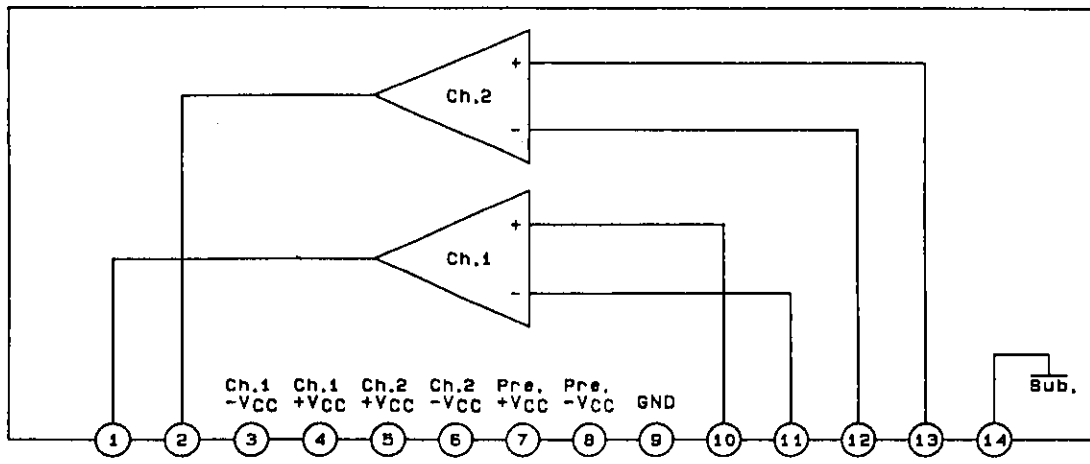 +
Ch.2
-
+
Ch.1
-
Ch.1 Ch.1 Ch.2 Ch.2 Pre. Pre.
-VCC +VCC +VCC -VCC +VCC -VCC GND
Sub.
1 2 3 4 5 6 7 8 9 10 11 12 13 14